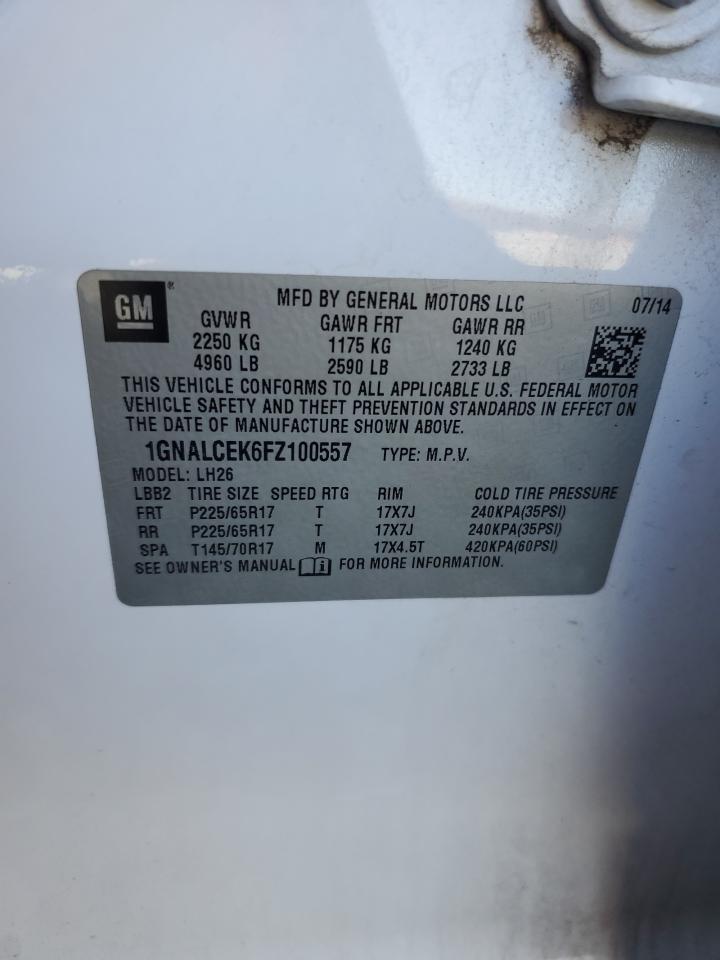 GM ® MFD BY GENERAL MOTORS LLC 07/14
GVWR GAWR FRT GAWR RR
2250 KG 1175 KG 1240 KG
4960 LB 2590 LB 2733 LB
THIS VEHICLE CONFORMS TO ALL APPLICABLE U.S. FEDERAL MOTOR
VEHICLE SAFETY AND THEFT PREVENTION STANDARDS IN EFFECT ON
THE DATE OF MANUFACTURE SHOWN ABOVE.
1GNALCEK6FZ100557 TYPE: M.P.V.
MODEL: LH26
LBB2 TIRE SIZE SPEED RTG RIM COLD TIRE PRESSURE
FRT P225/65R17 T 17X7J 240KPA(35PSI)
RR P225/65R17 T 17X7J 240KPA(35PSI)
SPA T145/70R17 M 17X4.5T 420KPA(60PSI)
SEE OWNER'S MANUAL i FOR MORE INFORMATION.